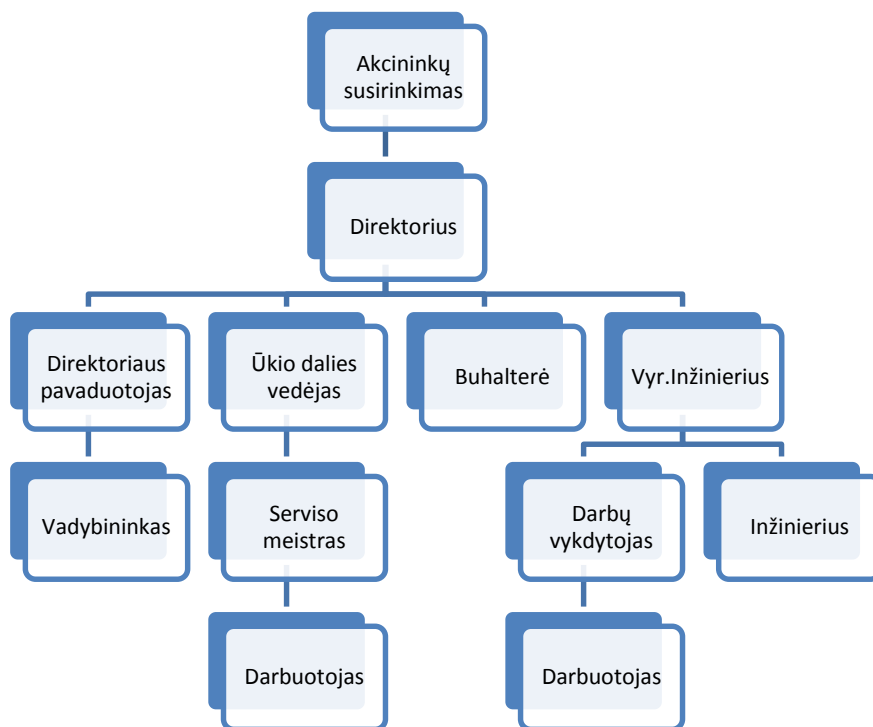 Akcininkų
susirinkimas
Direktorius
Direktoriaus
pavaduotojas
Ūkio dalies
vedėjas
Buhalterė
Vyr.Inžinierius
Vadybininkas
Serviso
meistras
Darbų
vykdytojas
Inžinierius
Darbuotojas
Darbuotojas